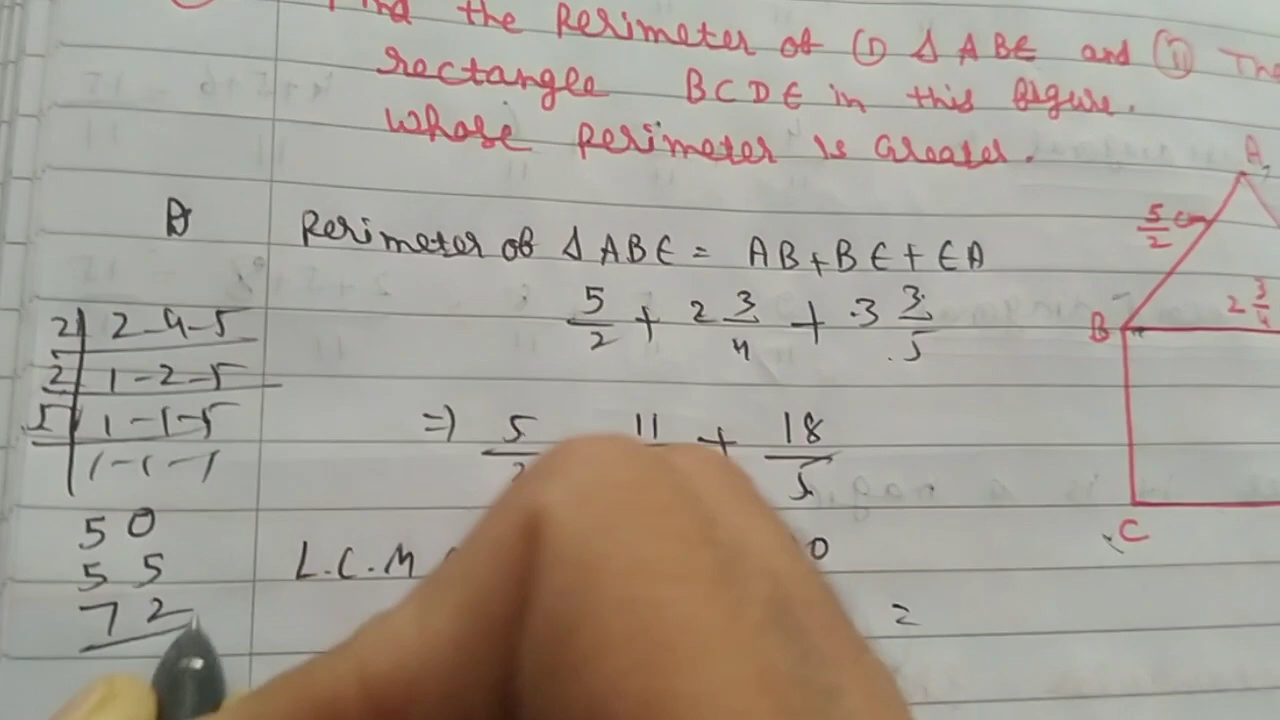 the Perimeter of ① Δ ABE and ② The
rectangle BCDE in this figure.
whose perimeter is Greater.
A
5/2 cm
B
2 3/4
C
Perimeter of Δ ABE = AB + BE + EA
5/2 + 2 3/4 + 3 3/5
=) 5 11 + 18/5
L.C.M 0
=
2| 2-4-5
2| 1-2-5
5| 1-1-5
| 1-1-1
50
55
72